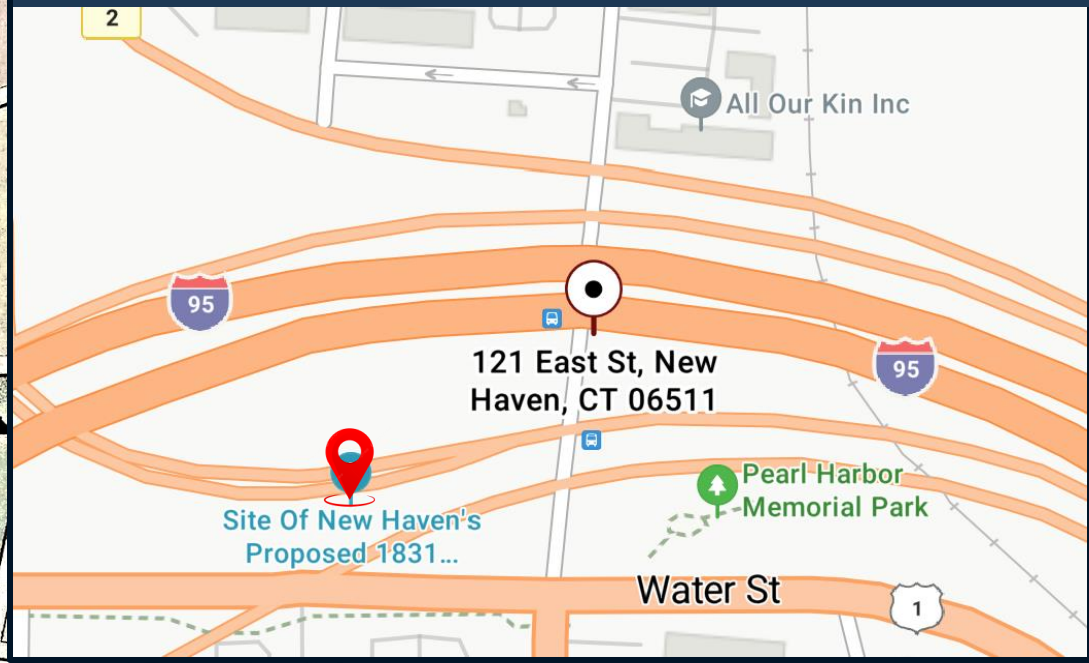 2
All Our Kin Inc
95
121 East St, New
Haven, CT 06511
95
Pearl Harbor
Memorial Park
Site Of New Haven's
Proposed 1831...
Water St
1